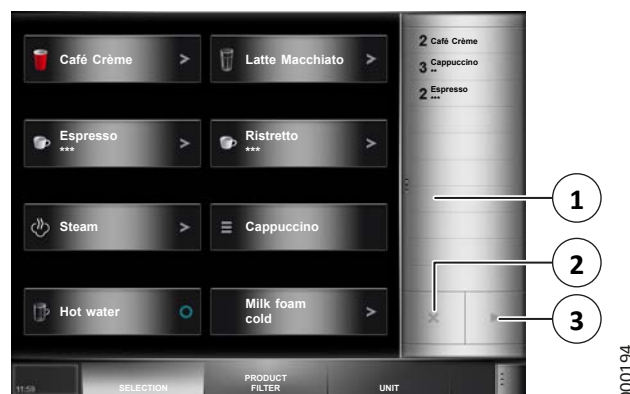 Café Crème
Latte Macchiato
Espresso
***
Ristretto
***
Steam
Cappuccino
Hot water
Milk foam
cold
2 Café Crème
3 Cappuccino
**
2 Espresso
***
1
2
3
11:59
SELECTION
PRODUCT
FILTER
UNIT